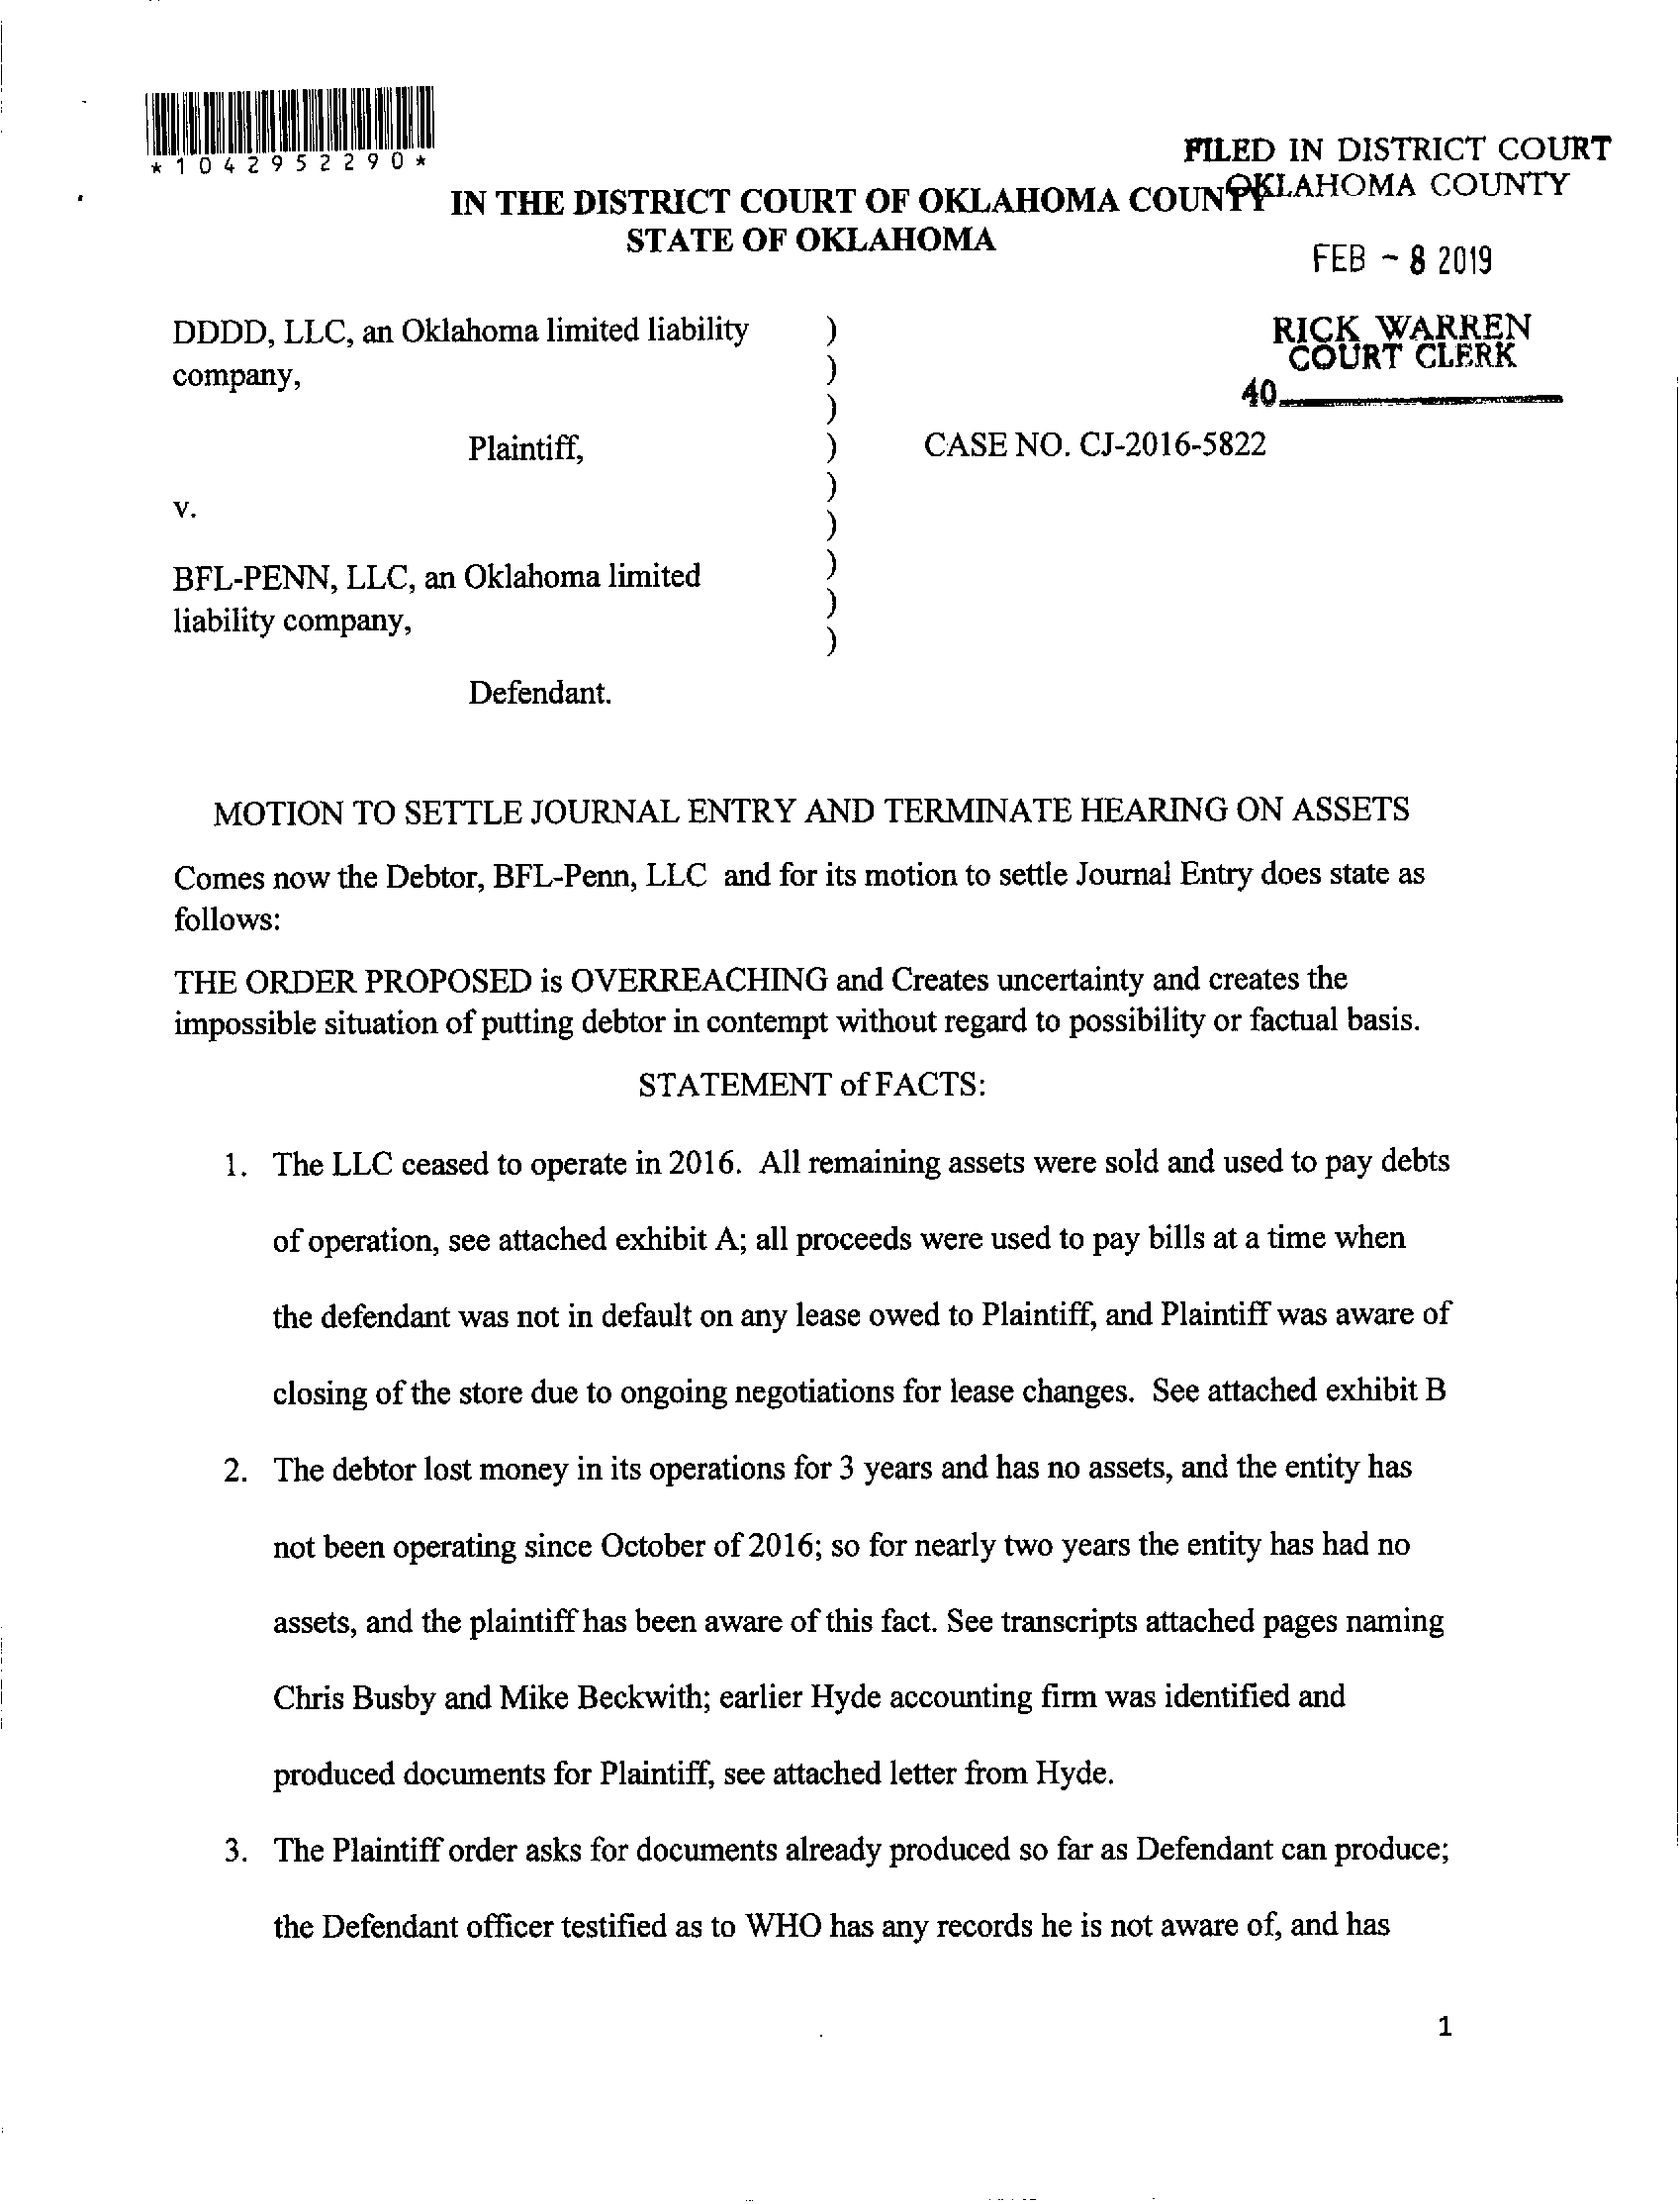 *1042952290*
FILED IN DISTRICT COURT
OKLAHOMA COUNTY
IN THE DISTRICT COURT OF OKLAHOMA COUNTY
STATE OF OKLAHOMA
FEB - 8 2019
RICK WARREN
COURT CLERK
40
DDDD, LLC, an Oklahoma limited liability )
company, )
)
Plaintiff, ) CASE NO. CJ-2016-5822
)
v.
)
BFL-PENN, LLC, an Oklahoma limited )
liability company, )
)
Defendant.
MOTION TO SETTLE JOURNAL ENTRY AND TERMINATE HEARING ON ASSETS
Comes now the Debtor, BFL-Penn, LLC and for its motion to settle Journal Entry does state as
follows:
THE ORDER PROPOSED is OVERREACHING and Creates uncertainty and creates the
impossible situation of putting debtor in contempt without regard to possibility or factual basis.
STATEMENT of FACTS:
1. The LLC ceased to operate in 2016. All remaining assets were sold and used to pay debts
of operation, see attached exhibit A; all proceeds were used to pay bills at a time when
the defendant was not in default on any lease owed to Plaintiff, and Plaintiff was aware of
closing of the store due to ongoing negotiations for lease changes. See attached exhibit B
2. The debtor lost money in its operations for 3 years and has no assets, and the entity has
not been operating since October of 2016; so for nearly two years the entity has had no
assets, and the plaintiff has been aware of this fact. See transcripts attached pages naming
Chris Busby and Mike Beckwith; earlier Hyde accounting firm was identified and
produced documents for Plaintiff, see attached letter from Hyde.
3. The Plaintiff order asks for documents already produced so far as Defendant can produce;
the Defendant officer testified as to WHO has any records he is not aware of, and has
1